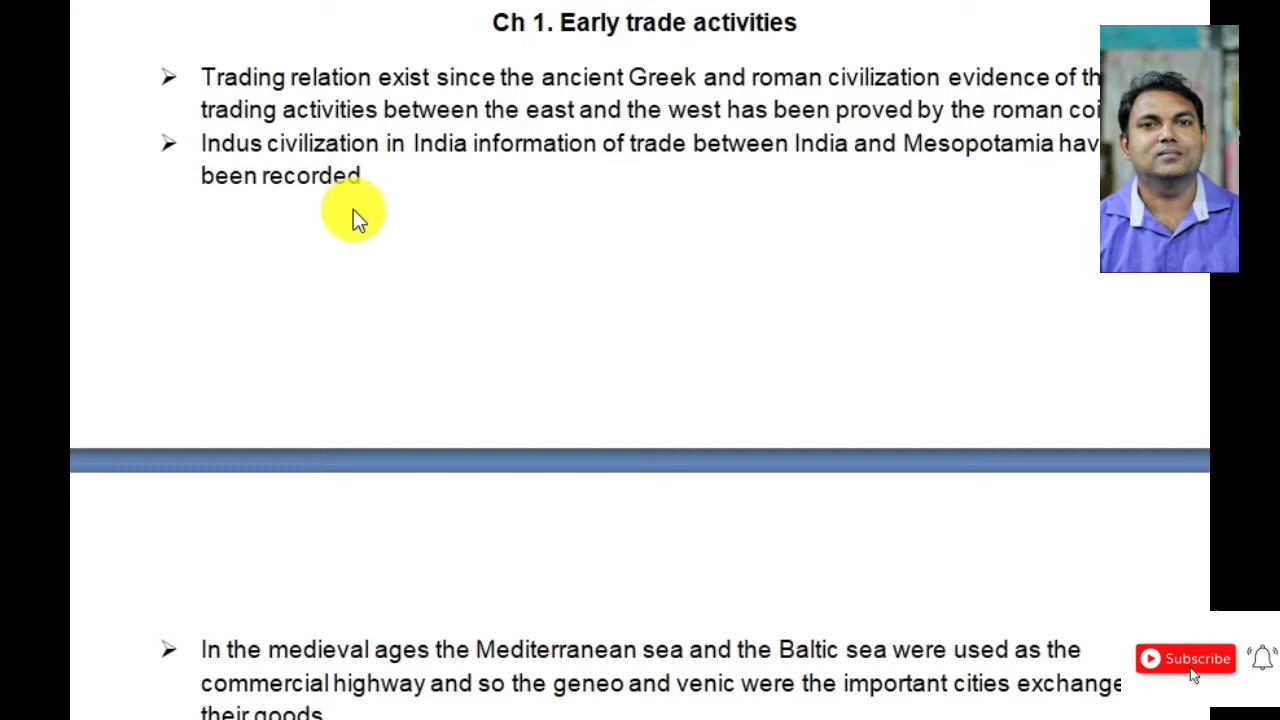 Ch 1. Early trade activities
➢ Trading relation exist since the ancient Greek and roman civilization evidence of
trading activities between the east and the west has been proved by the roman
➢ Indus civilization in India information of trade between India and Mesopotamia
been recorded
➢ In the medieval ages the Mediterranean sea and the Baltic sea were used as the
commercial highway and so the geneo and venic were the important cities exchange
their goods
Subscribe